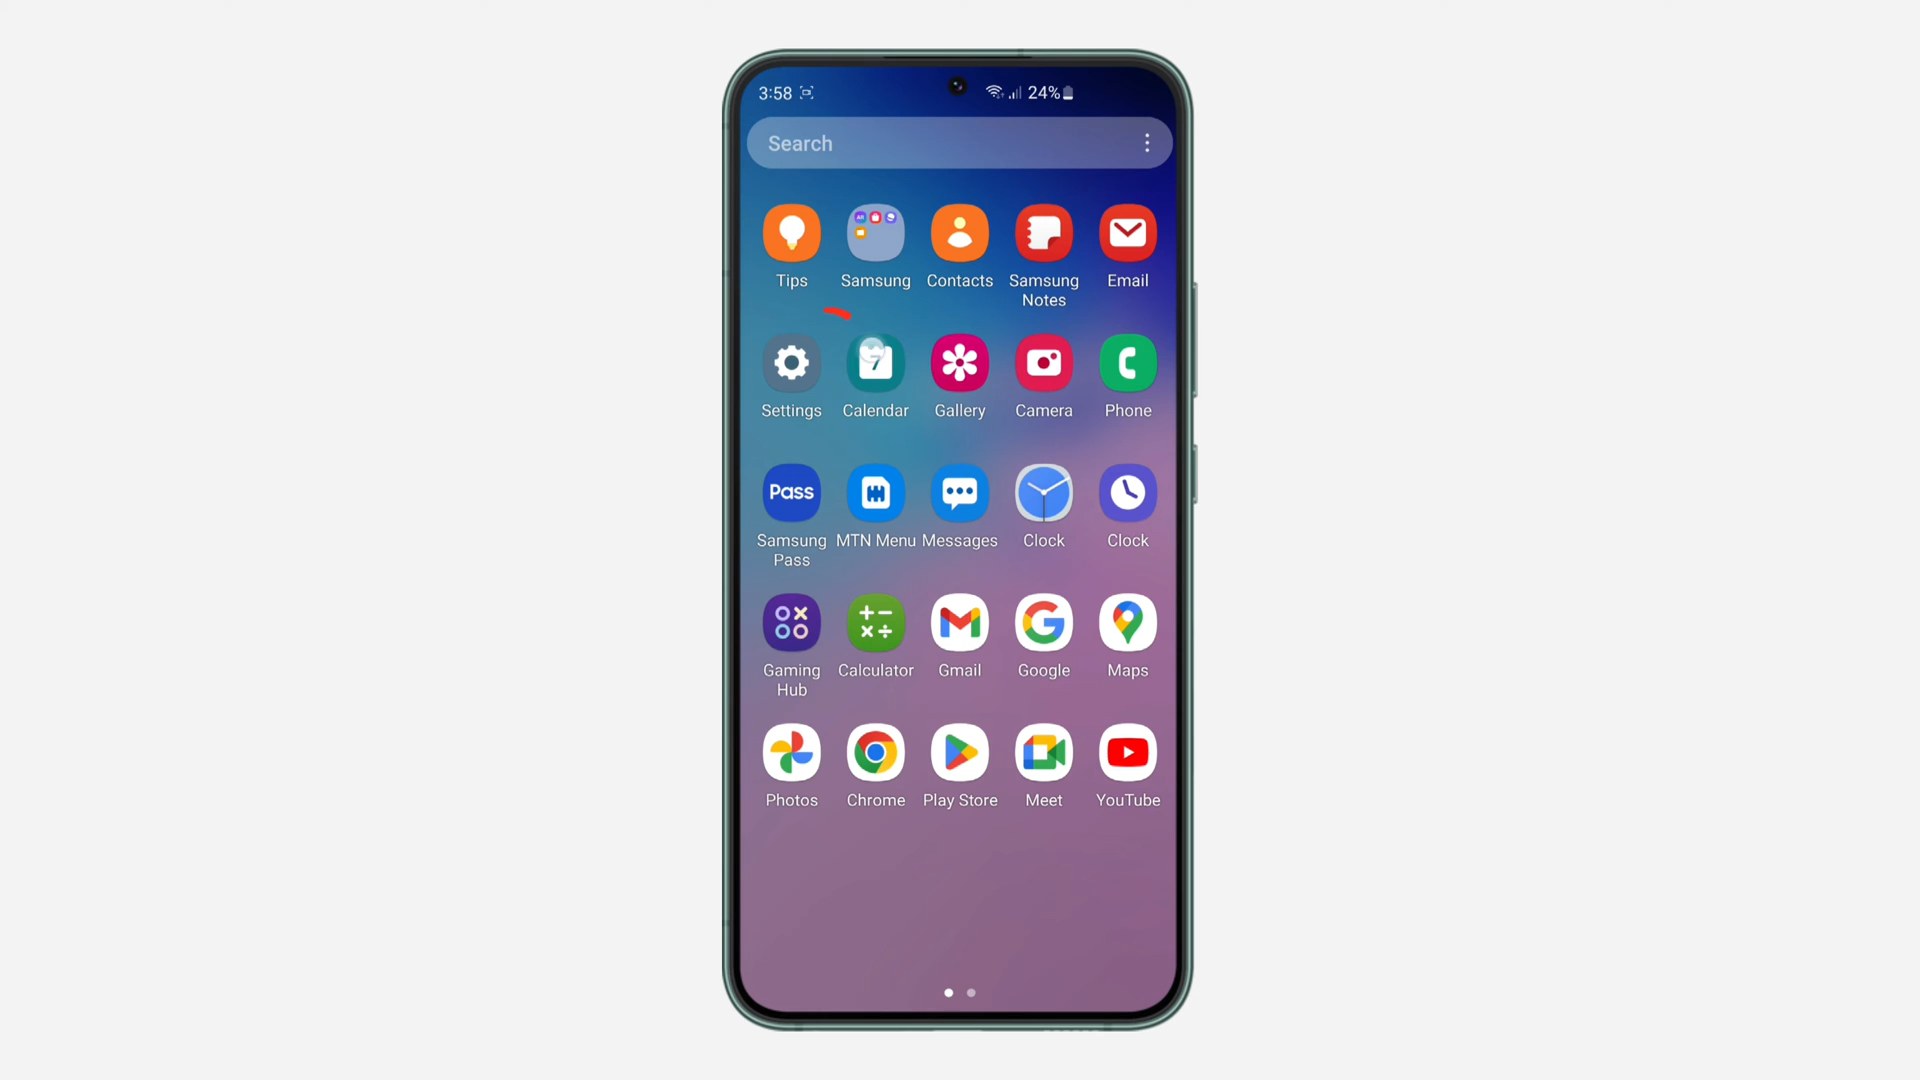 3:58 24%
Search
Tips Samsung Contacts Samsung Notes Email
7
Settings Calendar Gallery Camera Phone
Pass
Samsung Pass MTN Menu Messages Clock Clock
Gaming Hub Calculator Gmail Google Maps
Photos Chrome Play Store Meet YouTube